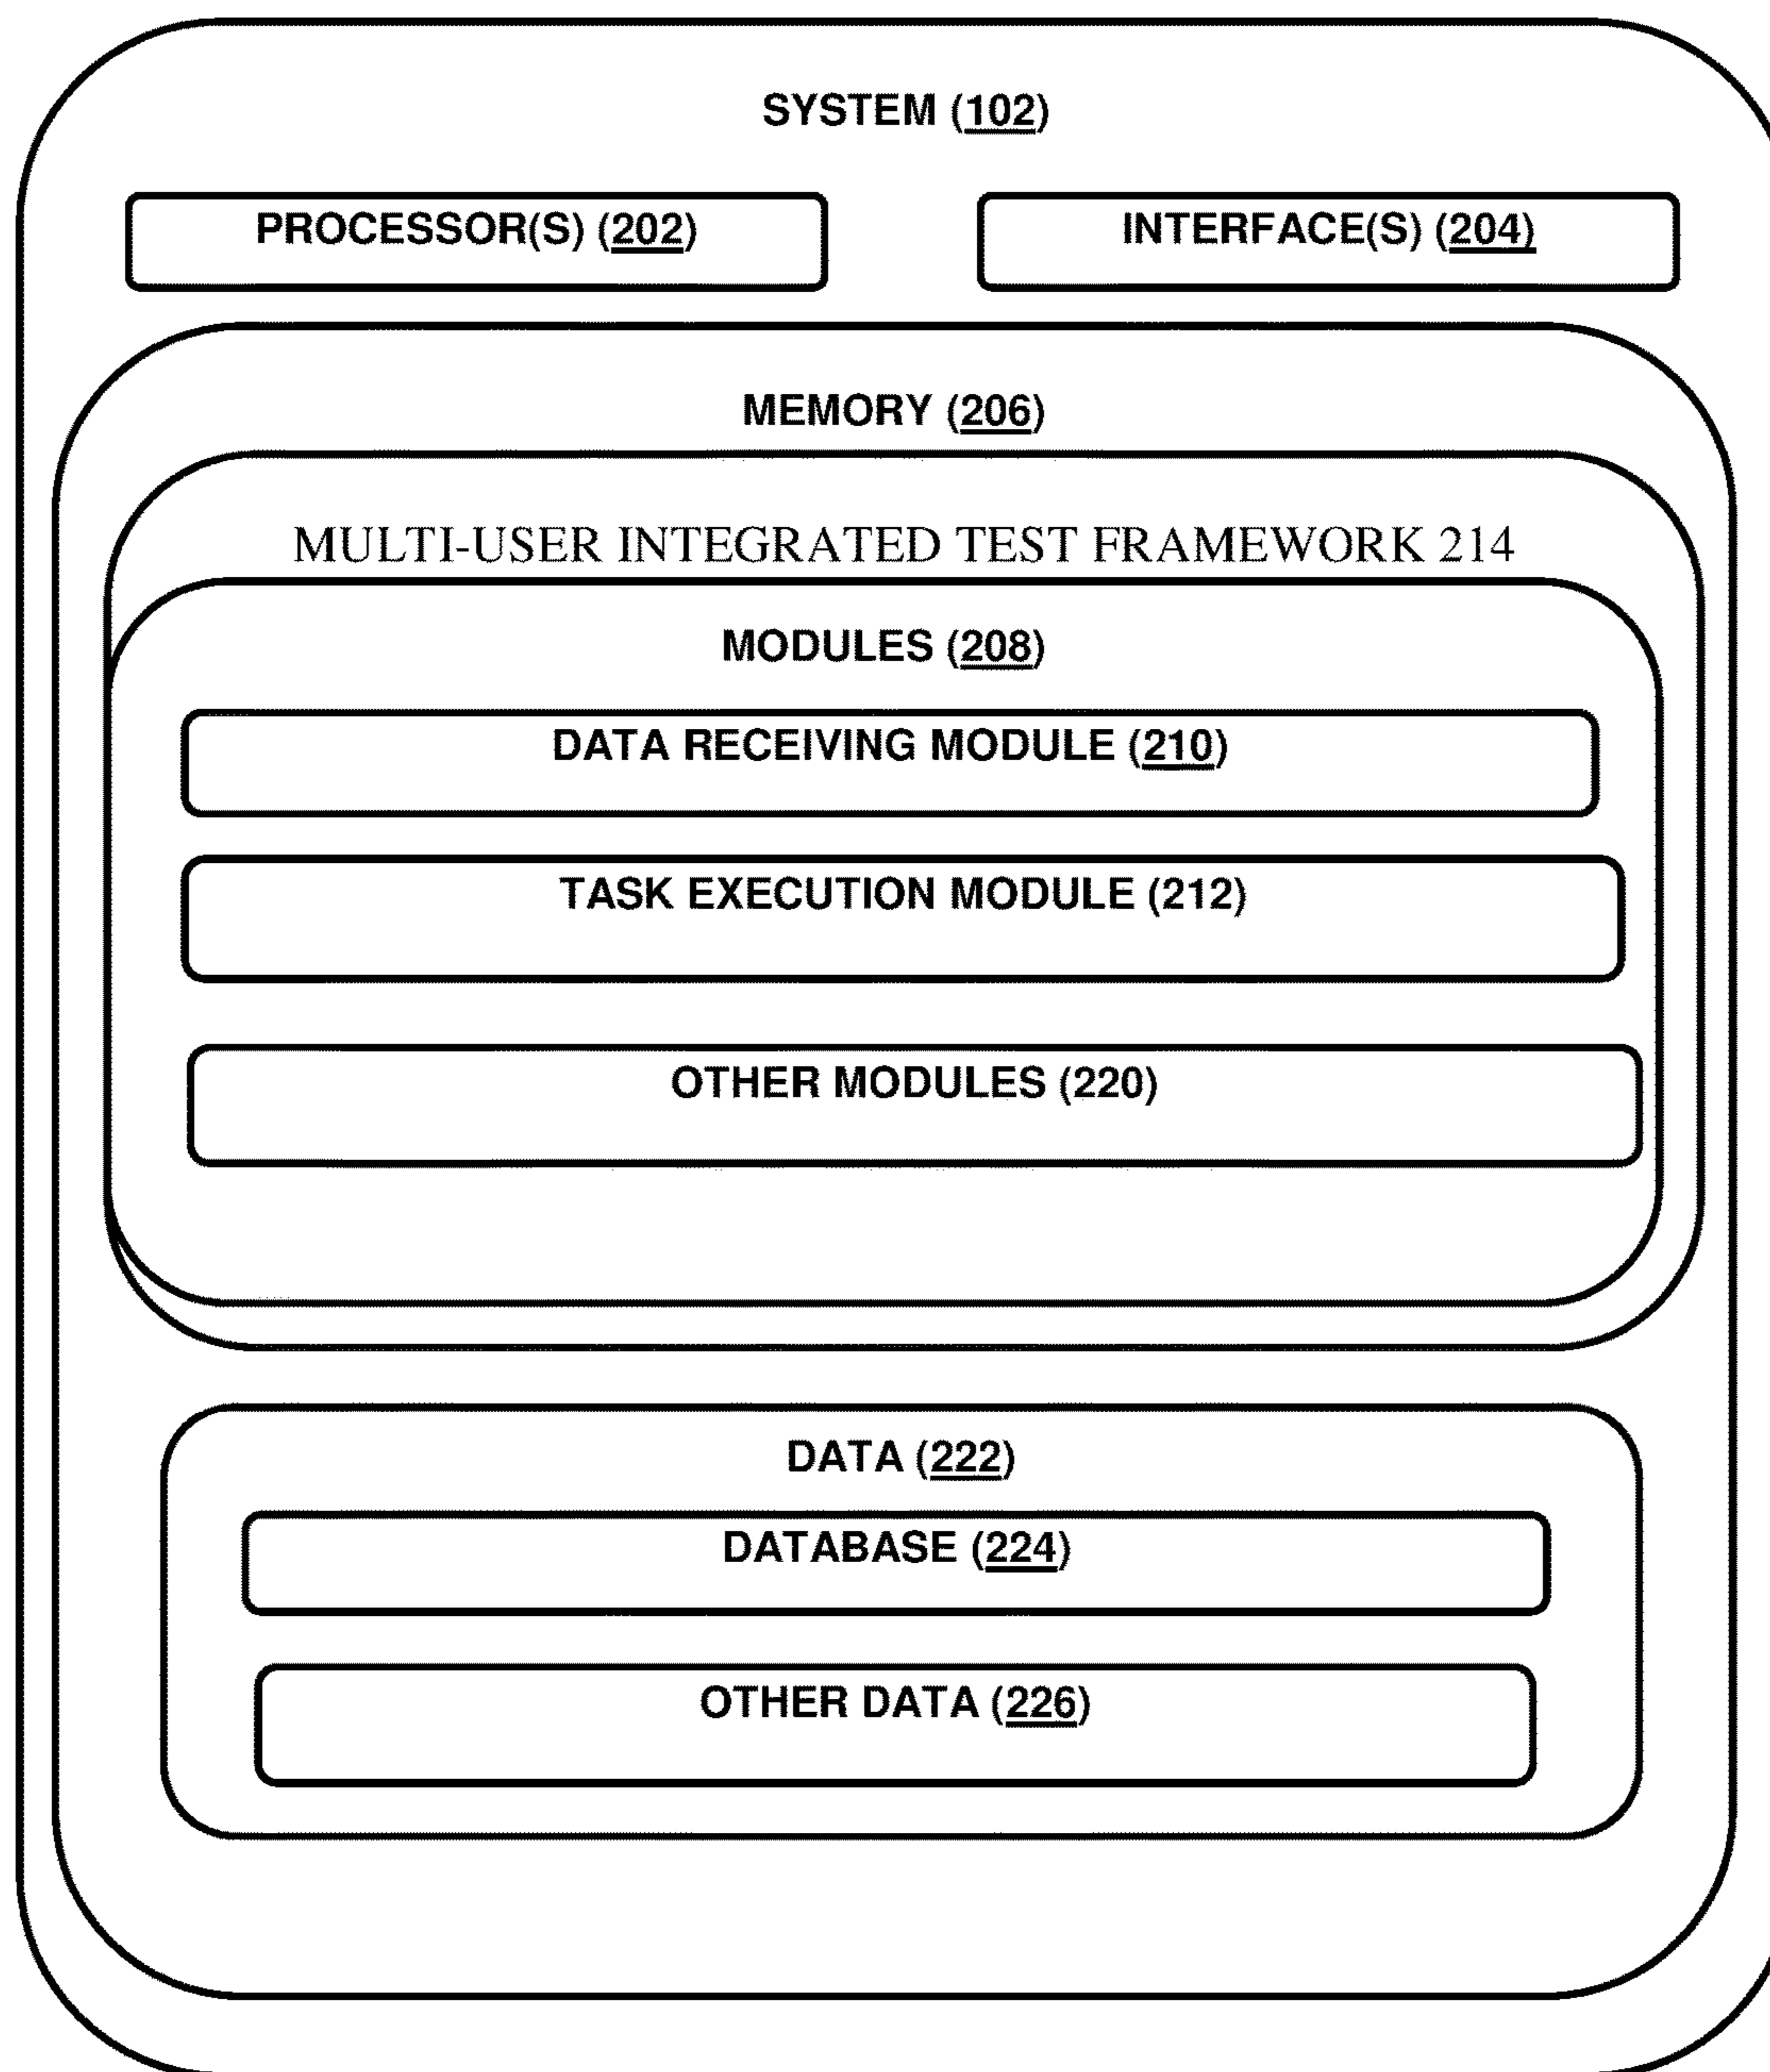 SYSTEM (102)
PROCESSOR(S) (202)
INTERFACE(S) (204)
MEMORY (206)
MULTI-USER INTEGRATED TEST FRAMEWORK 214
MODULES (208)
DATA RECEIVING MODULE (210)
TASK EXECUTION MODULE (212)
OTHER MODULES (220)
DATA (222)
DATABASE (224)
OTHER DATA (226)